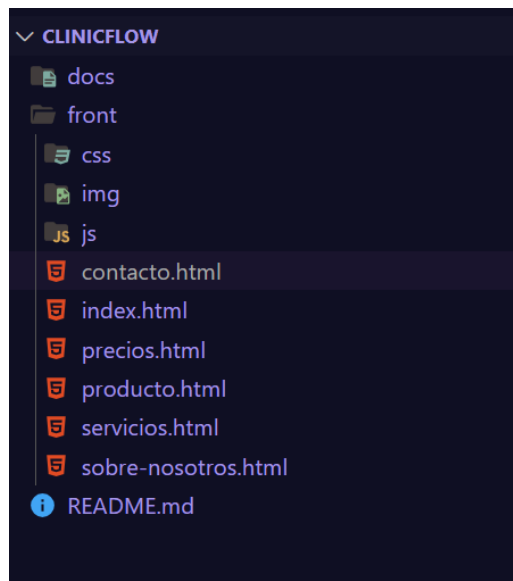 CLINICFLOW
docs
front
css
img
JS js
contacto.html
index.html
precios.html
producto.html
servicios.html
sobre-nosotros.html
README.md